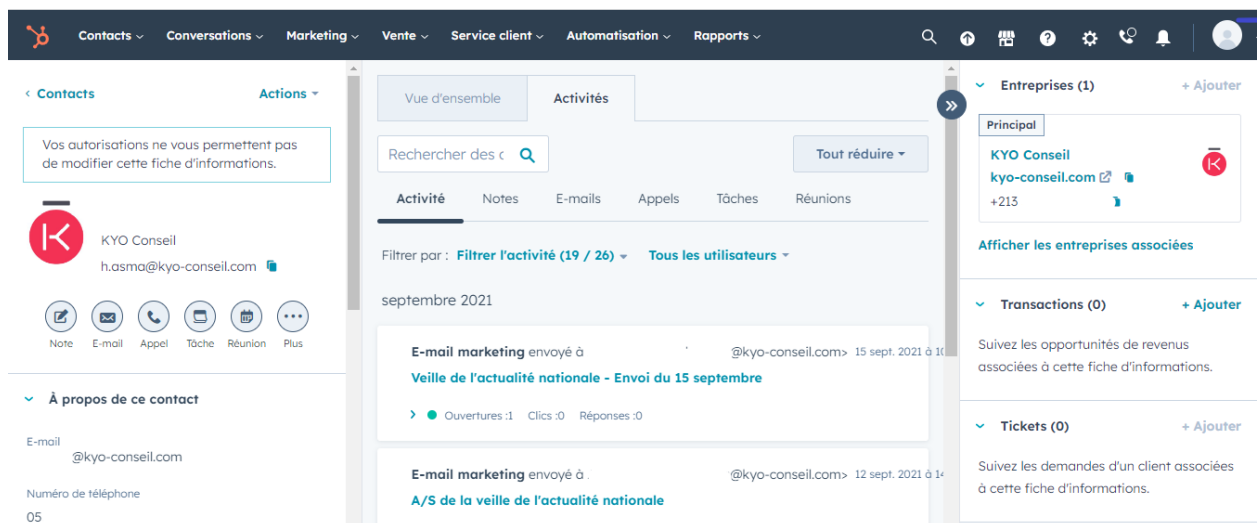 Contacts Conversations Marketing Vente Service client Automatisation Rapports
Contacts
Actions
Vos autorisations ne vous permettent pas
de modifier cette fiche d'informations.
KYO Conseil
h.asma@kyo-conseil.com
Note E-mail Appel Tâche Réunion Plus
À propos de ce contact
E-mail
@kyo-conseil.com
Numéro de téléphone
05
Vue d'ensemble
Activités
Rechercher des c
Tout réduire
Activité Notes E-mails Appels Tâches Réunions
Filtrer par : Filtrer l'activité (19 / 26) Tous les utilisateurs
septembre 2021
E-mail marketing envoyé à @kyo-conseil.com> 15 sept. 2021 à 10
Veille de l'actualité nationale - Envoi du 15 septembre
Ouvertures :1 Clics :0 Réponses :0
E-mail marketing envoyé à @kyo-conseil.com> 12 sept. 2021 à 14
A/S de la veille de l'actualité nationale
Entreprises (1)
+ Ajouter
Principal
KYO Conseil
kyo-conseil.com
+213
Afficher les entreprises associées
Transactions (0)
+ Ajouter
Suivez les opportunités de revenus
associées à cette fiche d'informations.
Tickets (0)
+ Ajouter
Suivez les demandes d'un client associées
à cette fiche d'informations.